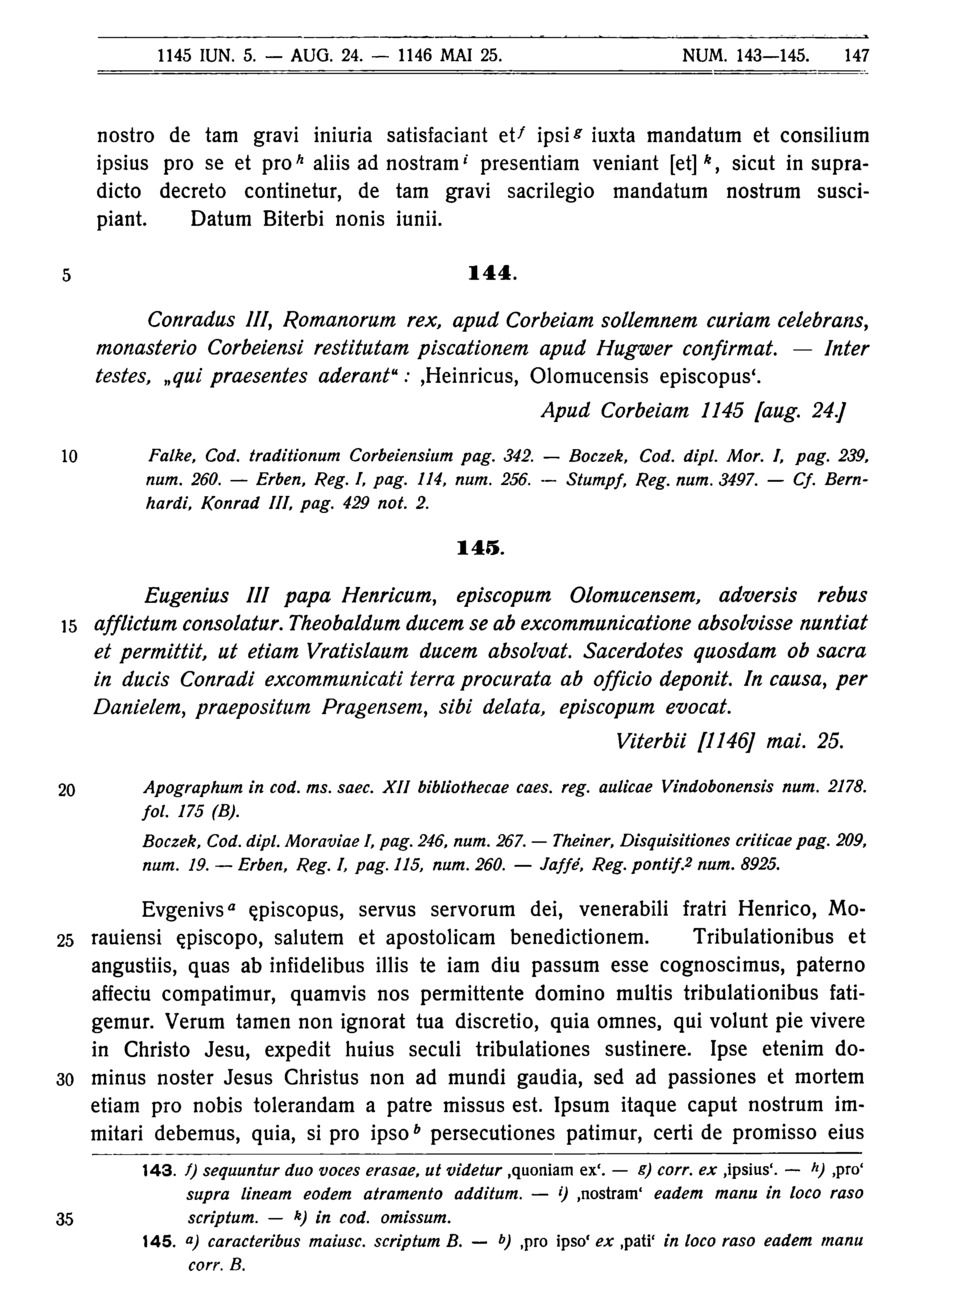 1145 IUN. 5. — AUG. 24. — 1146 MAI 25. NUM. 143—145. 147
nostro de tam gravi iniuria satisfaciant et f ipsi g iuxta mandatum et consilium
ipsius pro se et pro h aliis ad nostram i presentiam veniant [et] k, sicut in supra-
dicto decreto continetur, de tam gravi sacrilegio mandatum nostrum susci-
piant. Datum Biterbi nonis iunii.
5 144.
Conradus III, Romanorum rex, apud Corbeiam sollemnem curiam celebrans,
monasterio Corbeiensi restitutam piscationem apud Hugwer confirmat. — Inter
testes, „qui praesentes aderant“ : ‚Heinricus, Olomucensis episcopus‘.
Apud Corbeiam 1145 [aug. 24.]
10 Falke, Cod. traditionum Corbeiensium pag. 342. — Boczek, Cod. dipl. Mor. I, pag. 239,
num. 260. — Erben, Reg. I, pag. 114, num. 256. — Stumpf, Reg. num. 3497. — Cf. Bern-
hardi, Konrad III, pag. 429 not. 2.
145.
Eugenius III papa Henricum, episcopum Olomucensem, adversis rebus
15 afflictum consolatur. Theobaldum ducem se ab excommunicatione absolvisse nuntiat
et permittit, ut etiam Vratislaum ducem absolvat. Sacerdotes quosdam ob sacra
in ducis Conradi excommunicati terra procurata ab officio deponit. In causa, per
Danielem, praepositum Pragensem, sibi delata, episcopum evocat.
Viterbii [1146] mai. 25.
20 Apographum in cod. ms. saec. XII bibliothecae caes. reg. aulicae Vindobonensis num. 2178.
fol. 175 (B).
Boczek, Cod. dipl. Moraviae I, pag. 246, num. 267. — Theiner, Disquisitiones criticae pag. 209,
num. 19. — Erben, Reg. I, pag. 115, num. 260. — Jaffé, Reg. pontif.² num. 8925.
Evgenivs a ępiscopus, servus servorum dei, venerabili fratri Henrico, Mo-
25 rauiensi ępiscopo, salutem et apostolicam benedictionem. Tribulationibus et
angustiis, quas ab infidelibus illis te iam diu passum esse cognoscimus, paterno
affectu compatimur, quamvis nos permittente domino multis tribulationibus fati-
gemur. Verum tamen non ignorat tua discretio, quia omnes, qui volunt pie vivere
in Christo Jesu, expedit huius seculi tribulationes sustinere. Ipse etenim do-
30 minus noster Jesus Christus non ad mundi gaudia, sed ad passiones et mortem
etiam pro nobis tolerandam a patre missus est. Ipsum itaque caput nostrum im-
mitari debemus, quia, si pro ipso b persecutiones patimur, certi de promisso eius
143. f) sequuntur duo voces erasae, ut videtur ‚quoniam ex‘. — g) corr. ex ‚ipsius‘. — h) ‚pro‘
supra lineam eodem atramento additum. — i) ‚nostram‘ eadem manu in loco raso
35 scriptum. — k) in cod. omissum.
145. a) caracteribus maiusc. scriptum B. — b) ‚pro ipso‘ ex ‚pati‘ in loco raso eadem manu
corr. B.